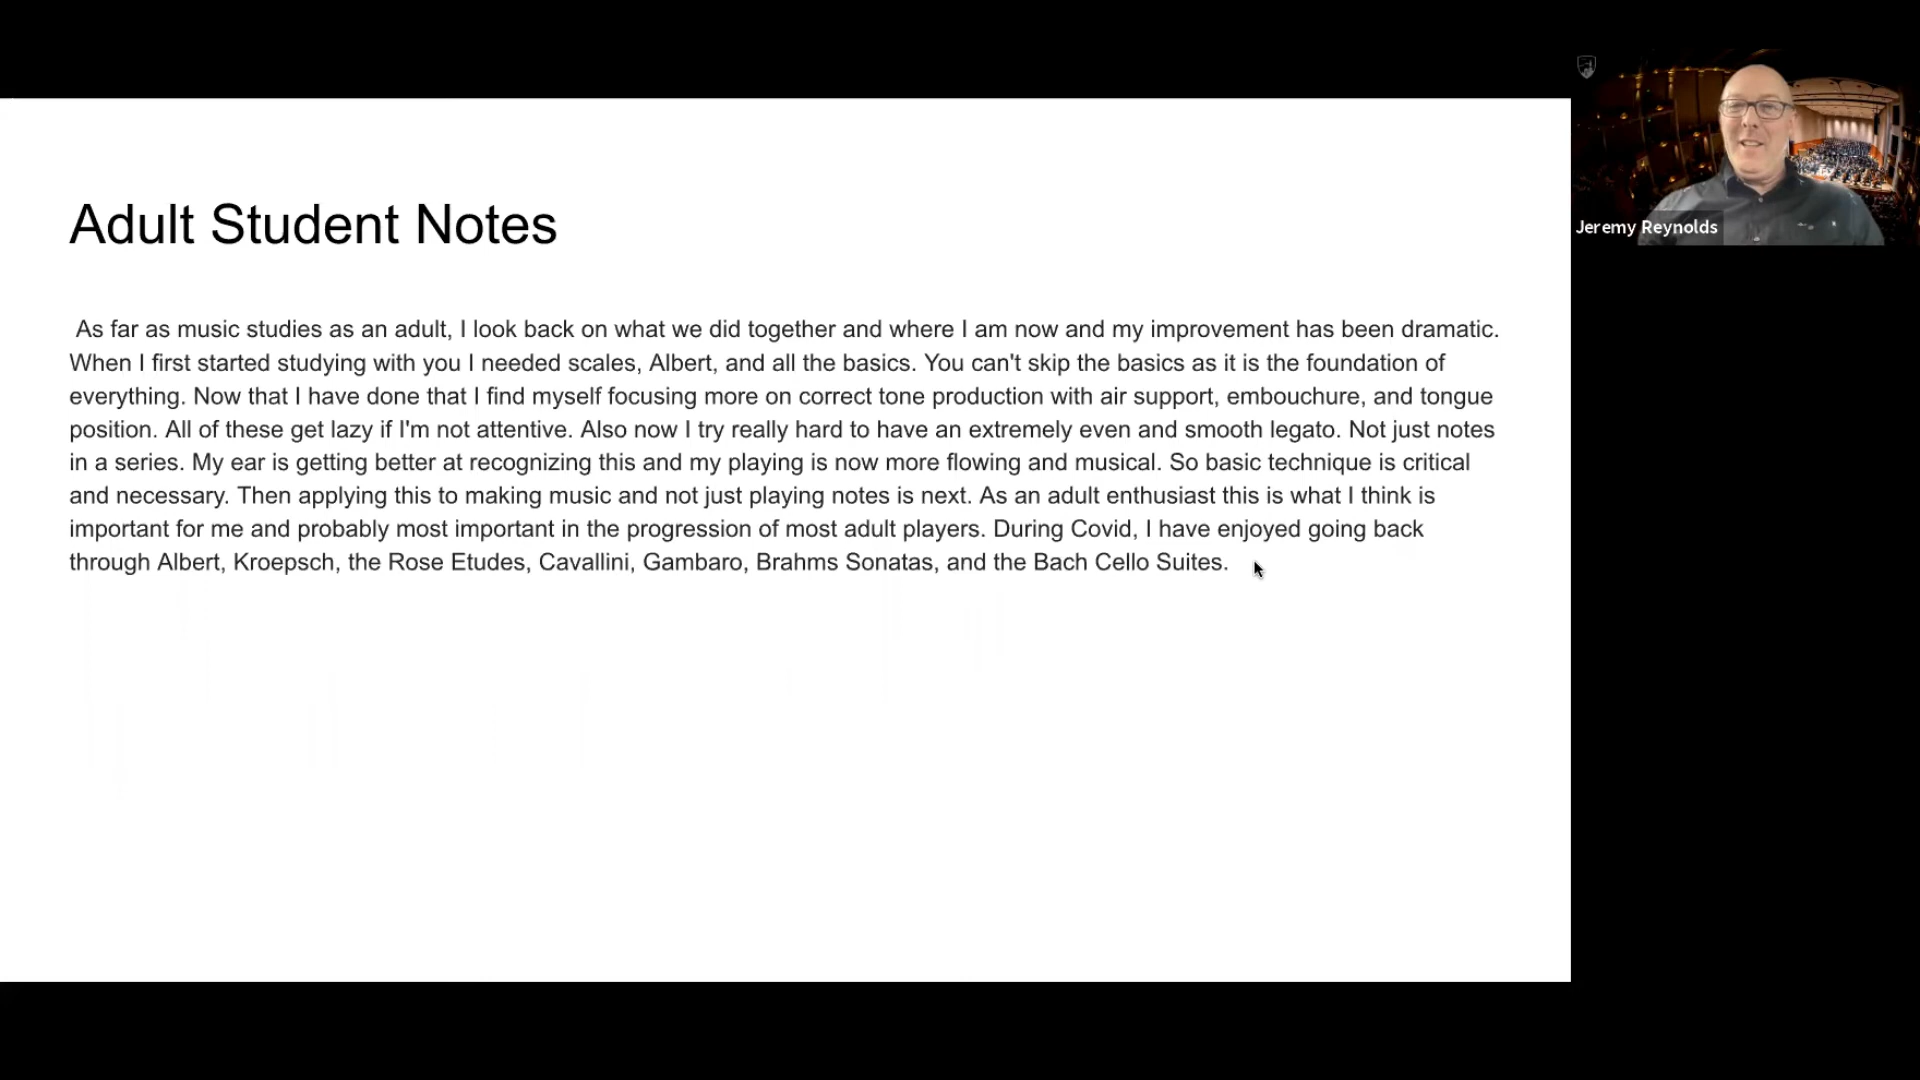 Adult Student Notes
As far as music studies as an adult, I look back on what we did together and where I am now and my improvement has been dramatic.
When I first started studying with you I needed scales, Albert, and all the basics. You can't skip the basics as it is the foundation of
everything. Now that I have done that I find myself focusing more on correct tone production with air support, embouchure, and tongue
position. All of these get lazy if I'm not attentive. Also now I try really hard to have an extremely even and smooth legato. Not just notes
in a series. My ear is getting better at recognizing this and my playing is now more flowing and musical. So basic technique is critical
and necessary. Then applying this to making music and not just playing notes is next. As an adult enthusiast this is what I think is
important for me and probably most important in the progression of most adult players. During Covid, I have enjoyed going back
through Albert, Kroepsch, the Rose Etudes, Cavallini, Gambaro, Brahms Sonatas, and the Bach Cello Suites.
Jeremy Reynolds